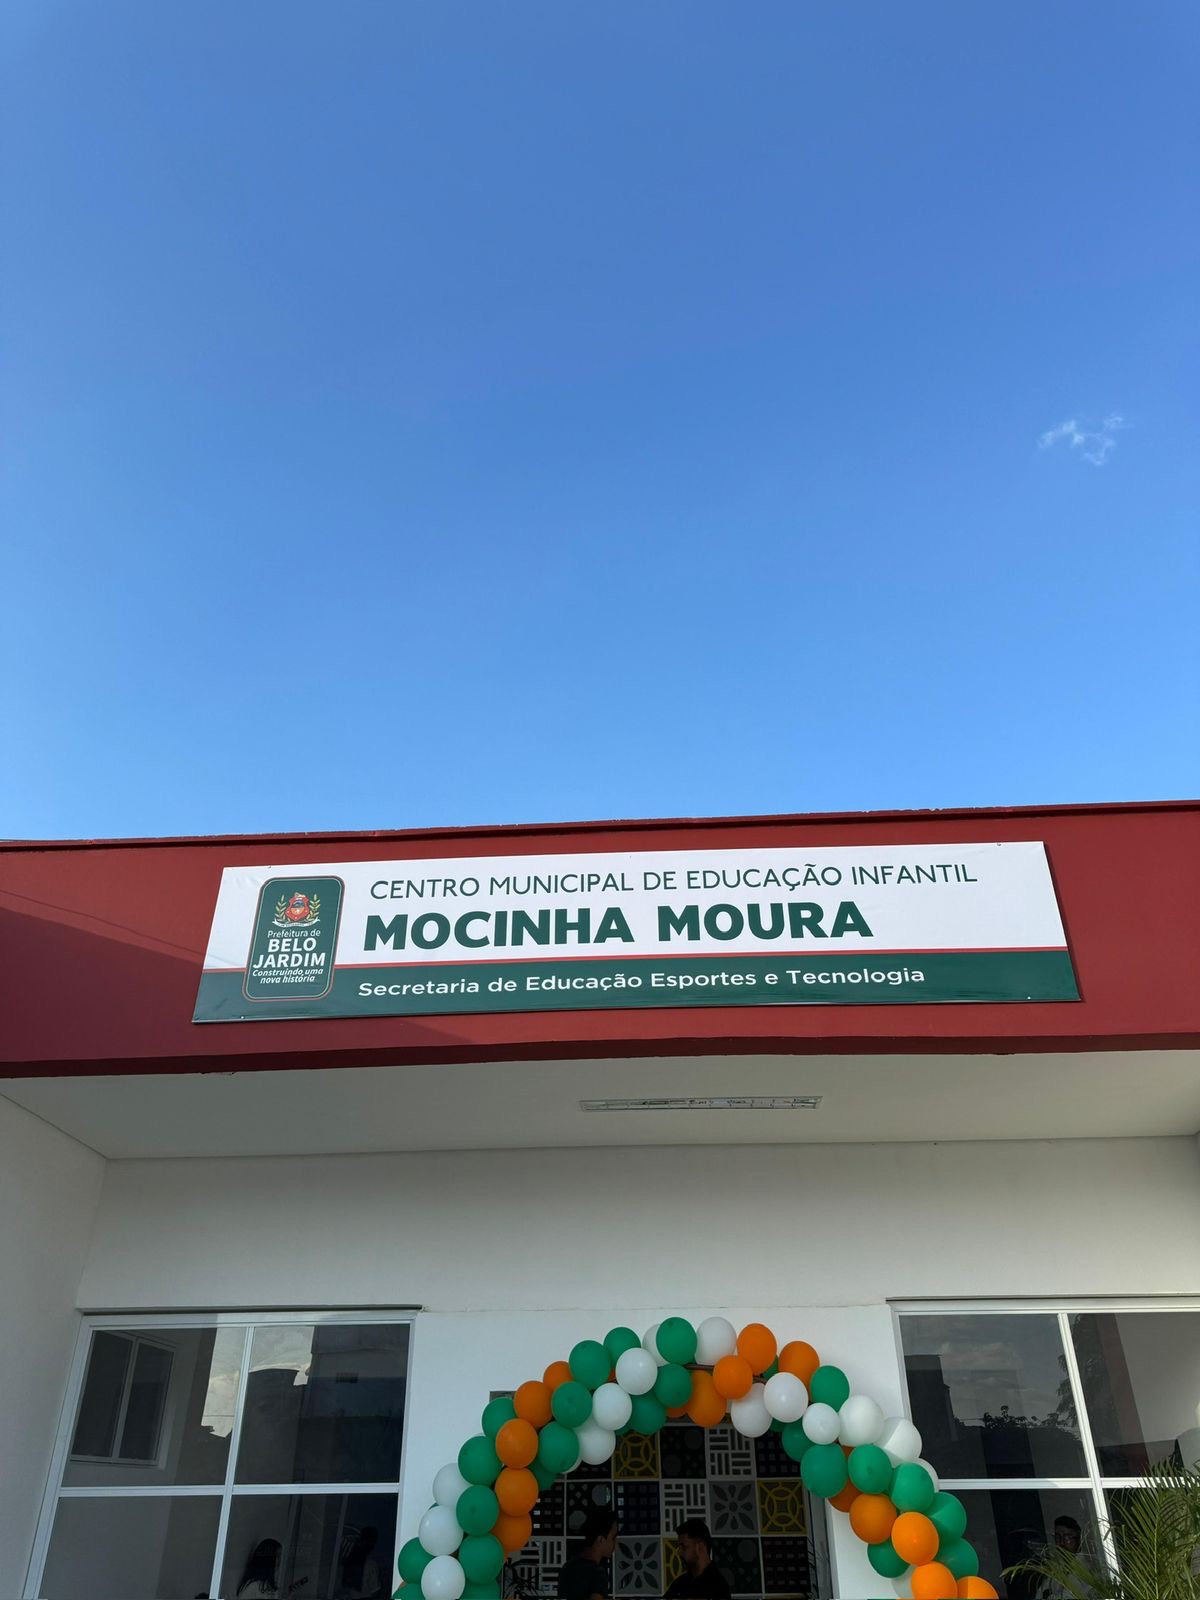 CENTRO MUNICIPAL DE EDUCAÇÃO INFANTIL
MOCINHA MOURA
Secretaria de Educação Esportes e Tecnologia
Prefeitura de
BELO
JARDIM
Construindo uma
nova história